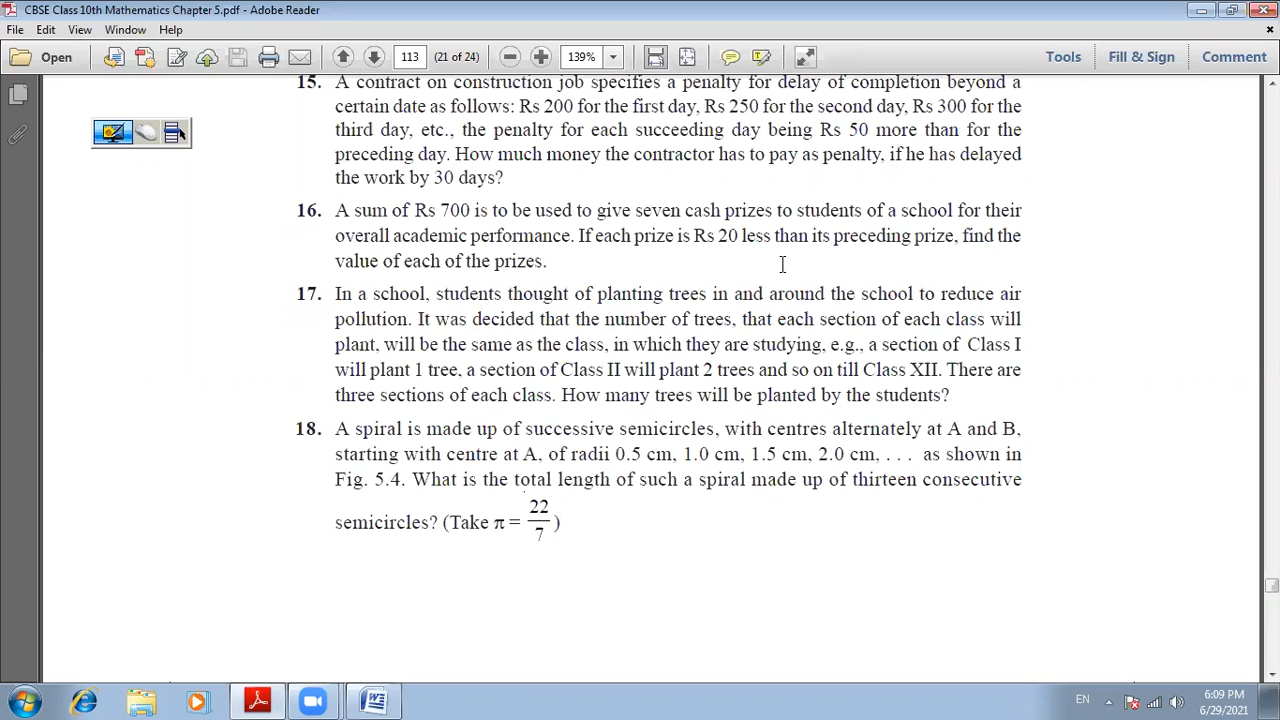 CBSE Class 10th Mathematics Chapter 5.pdf - Adobe Reader
File Edit View Window Help
Open 113 (21 of 24) 139% Tools Fill & Sign Comment
15. A contract on construction job specifies a penalty for delay of completion beyond a
certain date as follows: Rs 200 for the first day, Rs 250 for the second day, Rs 300 for the
third day, etc., the penalty for each succeeding day being Rs 50 more than for the
preceding day. How much money the contractor has to pay as penalty, if he has delayed
the work by 30 days?
16. A sum of Rs 700 is to be used to give seven cash prizes to students of a school for their
overall academic performance. If each prize is Rs 20 less than its preceding prize, find the
value of each of the prizes.
17. In a school, students thought of planting trees in and around the school to reduce air
pollution. It was decided that the number of trees, that each section of each class will
plant, will be the same as the class, in which they are studying, e.g., a section of Class I
will plant 1 tree, a section of Class II will plant 2 trees and so on till Class XII. There are
three sections of each class. How many trees will be planted by the students?
18. A spiral is made up of successive semicircles, with centres alternately at A and B,
starting with centre at A, of radii 0.5 cm, 1.0 cm, 1.5 cm, 2.0 cm, . . . as shown in
Fig. 5.4. What is the total length of such a spiral made up of thirteen consecutive
semicircles? (Take π = 22/7 )
EN 6:09 PM
6/29/2021